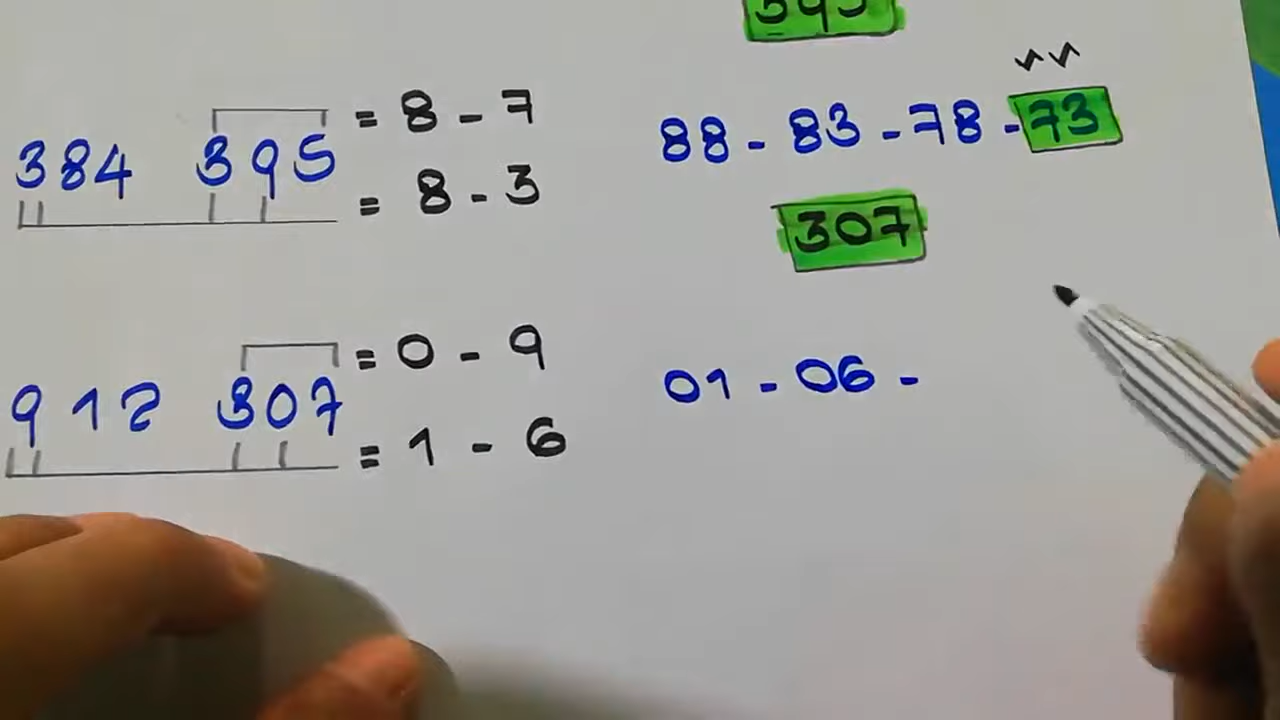 395
384 395 = 8 - 7
= 8 - 3
88 - 83 - 78 - 73
307
912 307 = 0 - 9
= 1 - 6
01 - 06 -